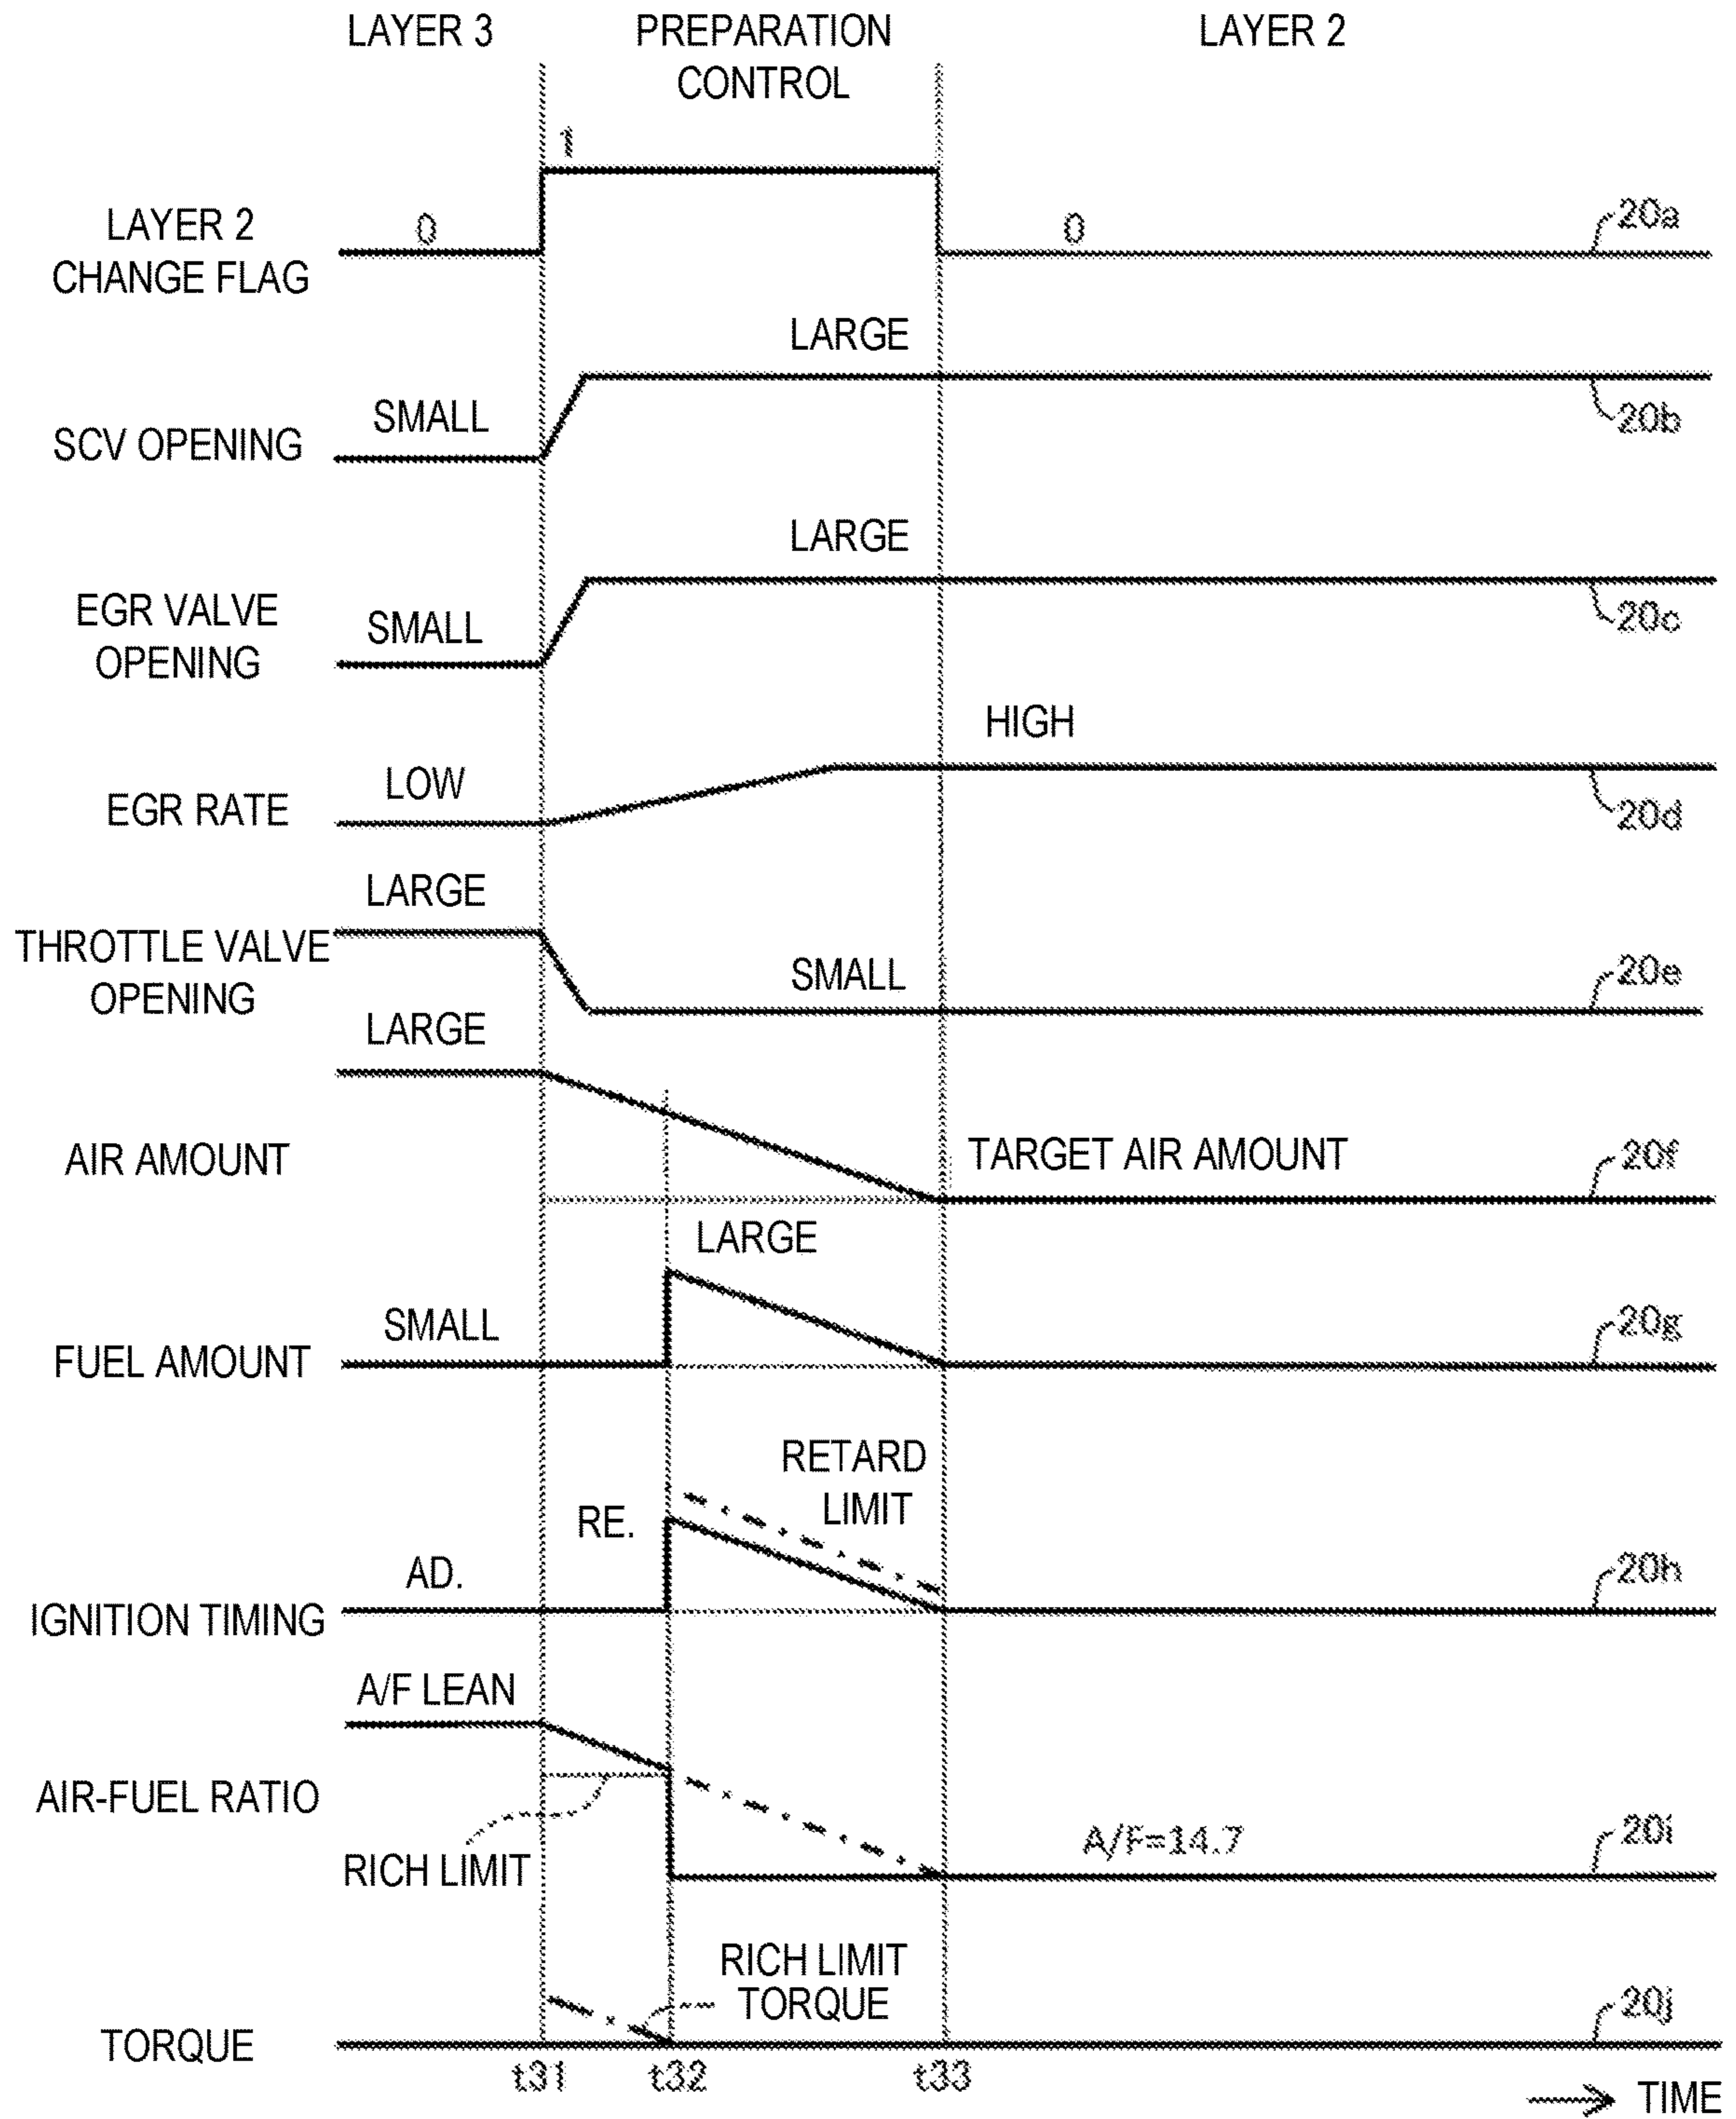 LAYER 3
PREPARATION
CONTROL
LAYER 2
1
LAYER 2
CHANGE FLAG
0
0
20a
LARGE
SMALL
SCV OPENING
20b
LARGE
EGR VALVE
OPENING
SMALL
20c
HIGH
LOW
EGR RATE
20d
LARGE
THROTTLE VALVE
OPENING
SMALL
20e
LARGE
AIR AMOUNT
TARGET AIR AMOUNT
20f
LARGE
SMALL
FUEL AMOUNT
20g
RETARD
LIMIT
RE.
AD.
IGNITION TIMING
20h
A/F LEAN
AIR-FUEL RATIO
RICH LIMIT
A/F=14.7
20i
RICH LIMIT
TORQUE
TORQUE
20j
t31
t32
t33
TIME